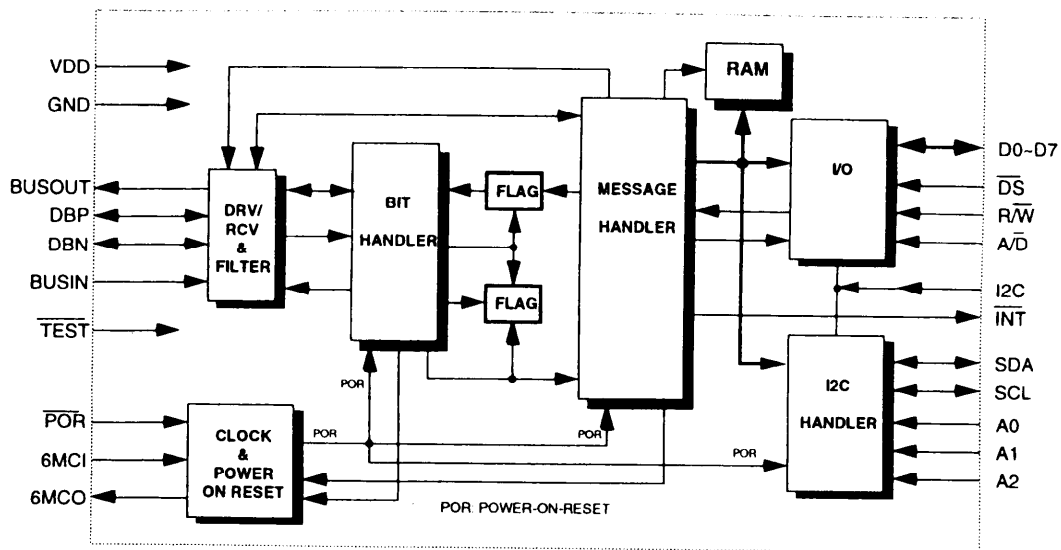 VDD
GND
BUSOUT
DBP
DBN
BUSIN
TEST
POR
6MCI
6MCO
DRV/
RCV
&
FILTER
BIT
HANDLER
FLAG
FLAG
MESSAGE
HANDLER
RAM
I/O
D0~D7
DS
R/W
A/D
I2C
INT
I2C
HANDLER
SDA
SCL
A0
A1
A2
CLOCK
&
POWER
ON RESET
POR
POR
POR
POR
POR: POWER-ON-RESET